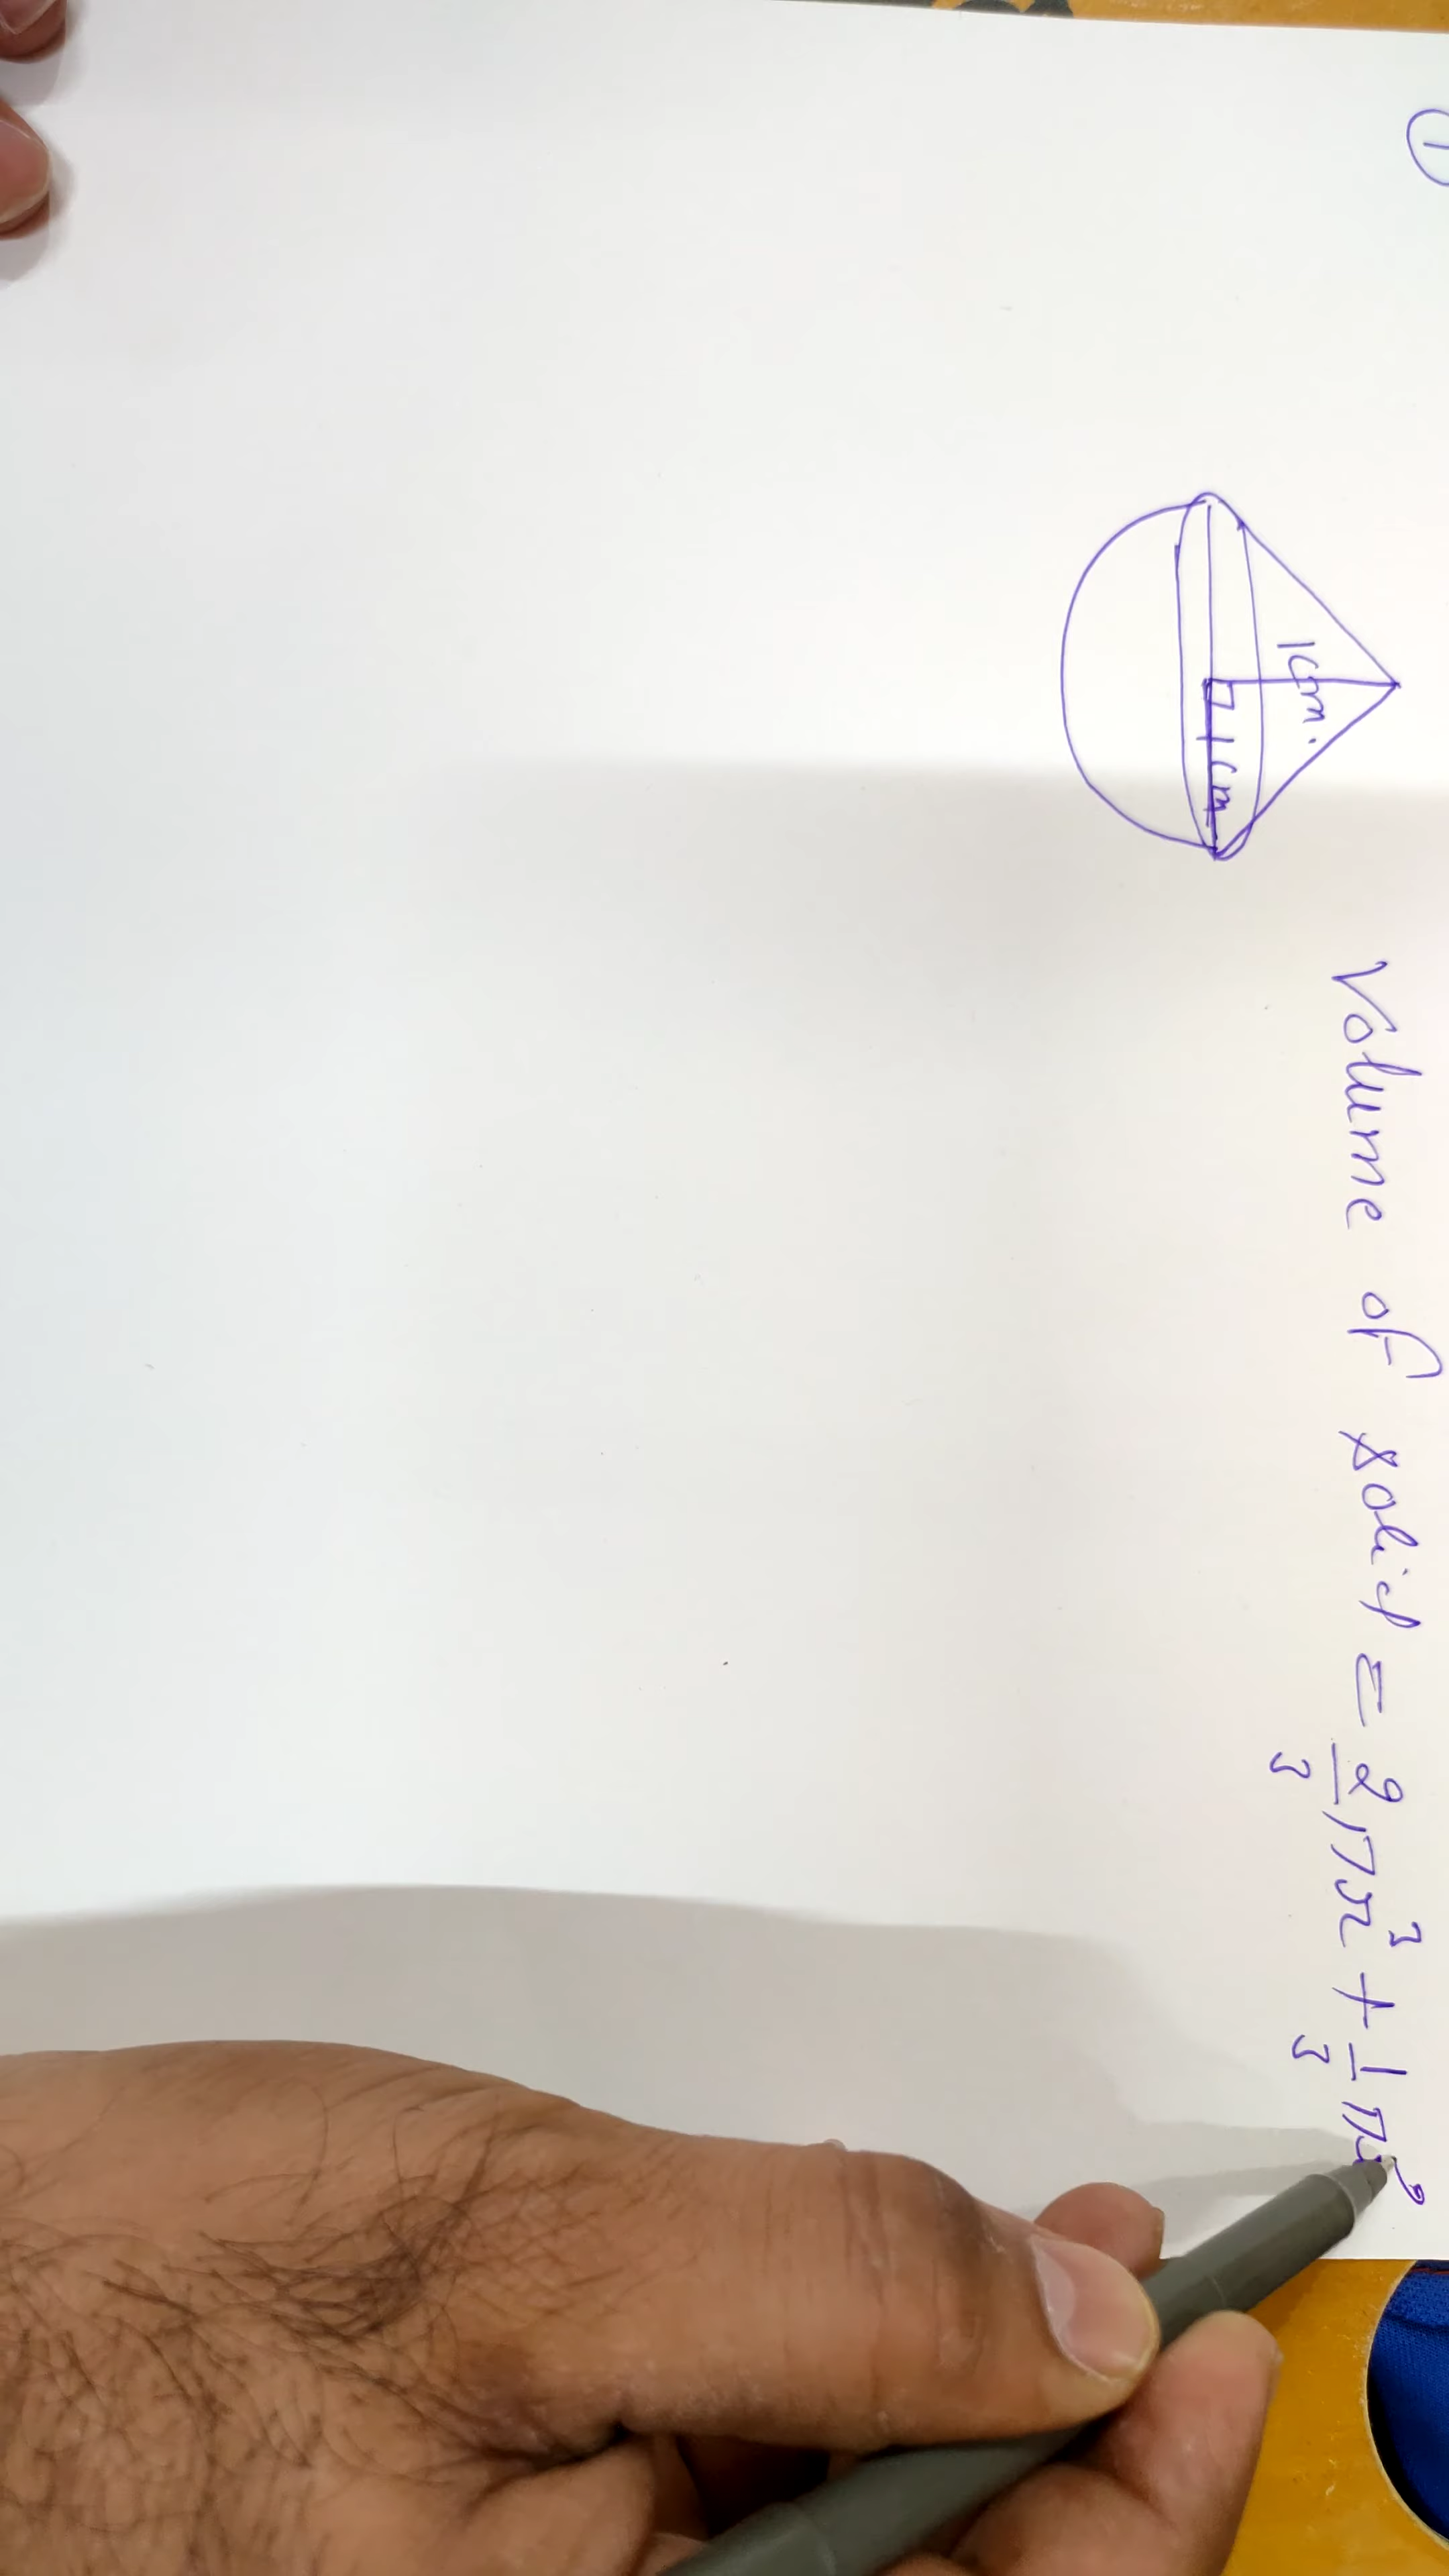 ①
1cm.
1cm
Volume of solid = 2/3 πr³ + 1/3 πr²